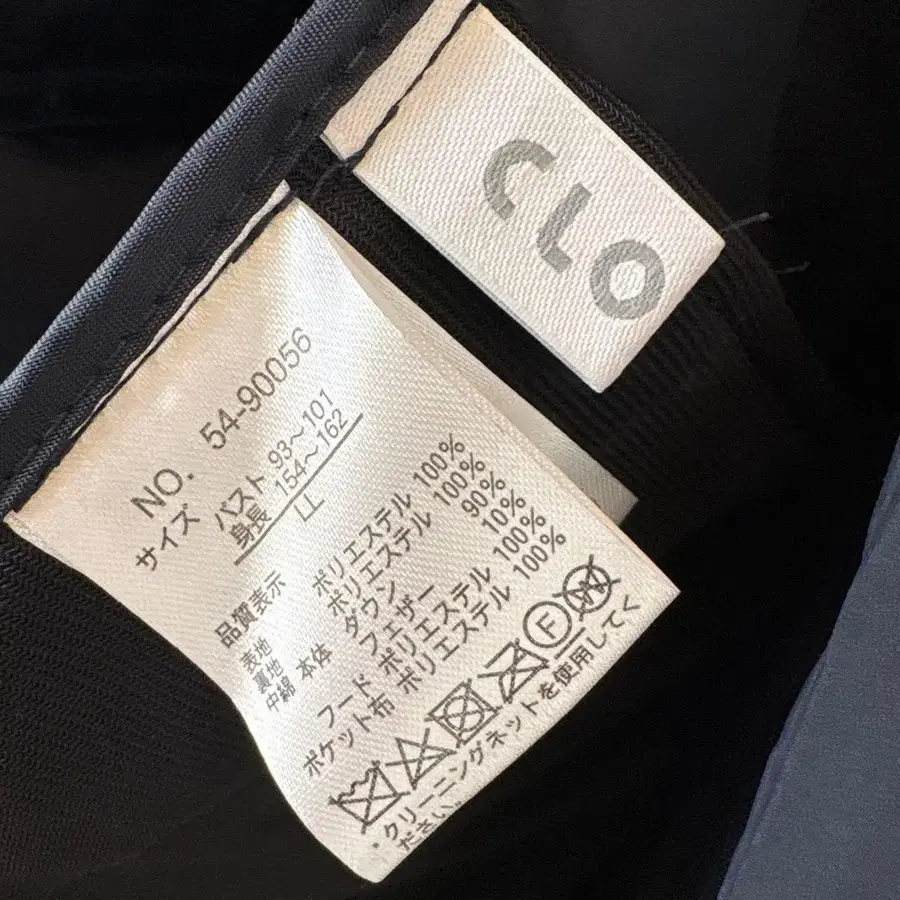 CLO
NO. 54-90056
サイズ バスト 93~101
身長 154~162
LL
品質表示
表地 ポリエステル 100%
裏地 ポリエステル 100%
中綿 本体 ダウン 90%
フェザー 10%
フード ポリエステル 100%
ポケット布 ポリエステル 100%
F W
・クリーニングネットを使用してく
ださい。